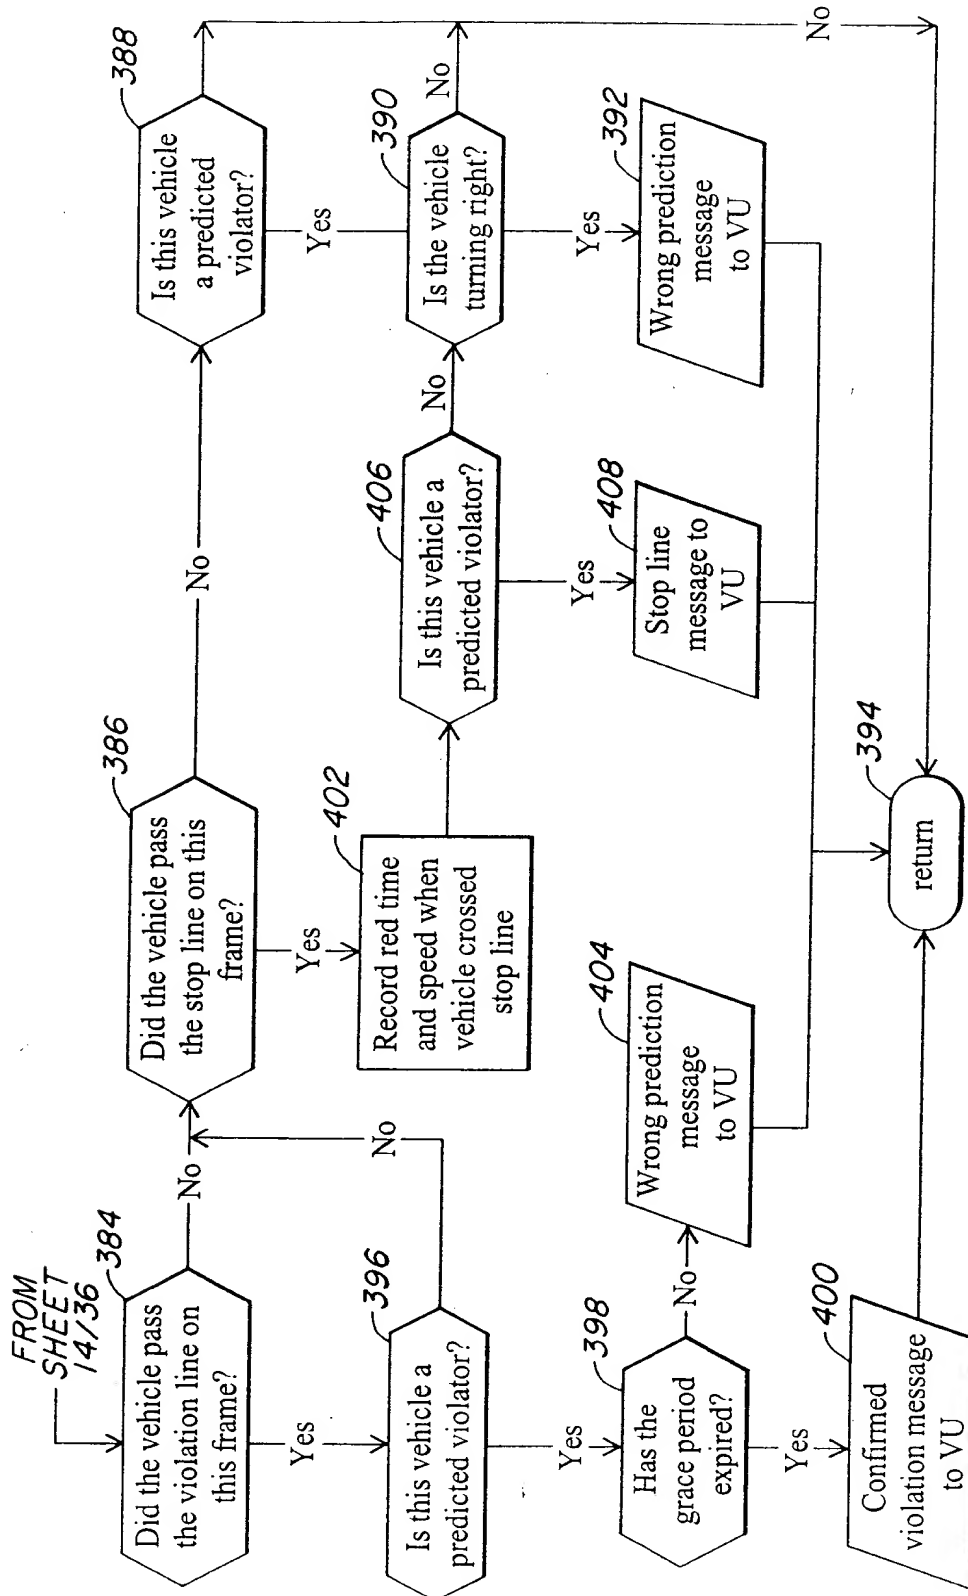 FROM
SHEET
14/36
384
Did the vehicle pass
the violation line on
this frame?
No
Yes
386
Did the vehicle pass
the stop line on this
frame?
No
Yes
388
Is this vehicle
a predicted
violator?
Yes
396
Is this vehicle a
predicted violator?
No
Yes
402
Record red time
and speed when
vehicle crossed
stop line
406
Is this vehicle a
predicted violator?
No
Yes
390
Is the vehicle
turning right?
No
Yes
398
Has the
grace period
expired?
No
Yes
404
Wrong prediction
message
to VU
408
Stop line
message to
VU
392
Wrong prediction
message
to VU
No
400
Confirmed
violation message
to VU
394
return